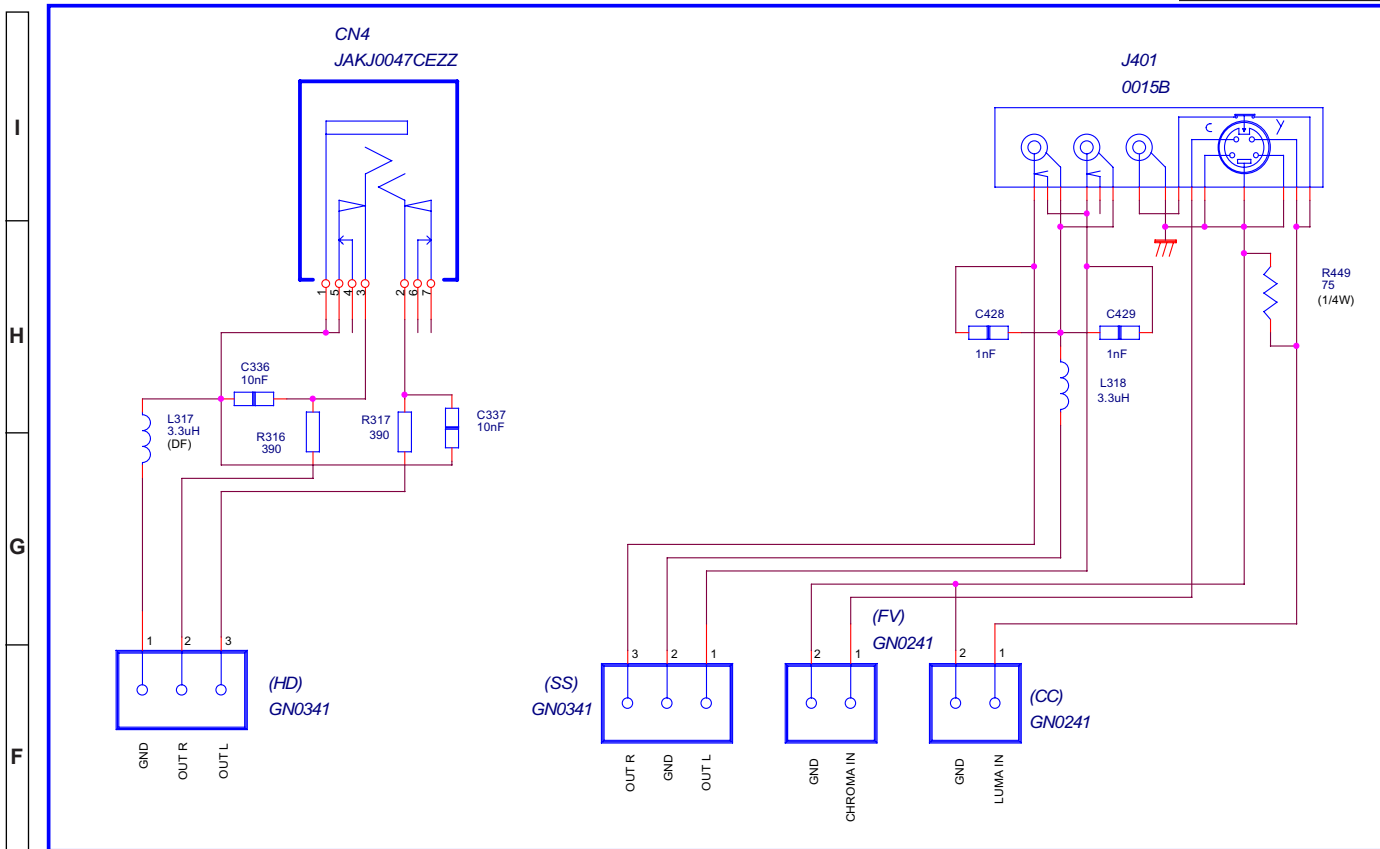 CN4
JAKJ0047CEZZ
J401
0015B
I
C
y
1
5
4
3
2
6
7
H
R449
75
(1/4W)
C428
1nF
C429
1nF
C336
10nF
L318
3.3uH
L317
3.3uH
(DF)
R316
390
R317
390
C337
10nF
G
(FV)
GN0241
1
2
3
3
2
1
2
1
2
1
(HD)
GN0341
(SS)
GN0341
(CC)
GN0241
F
GND
OUT R
OUT L
OUT R
GND
OUT L
GND
CHROMA IN
GND
LUMA IN